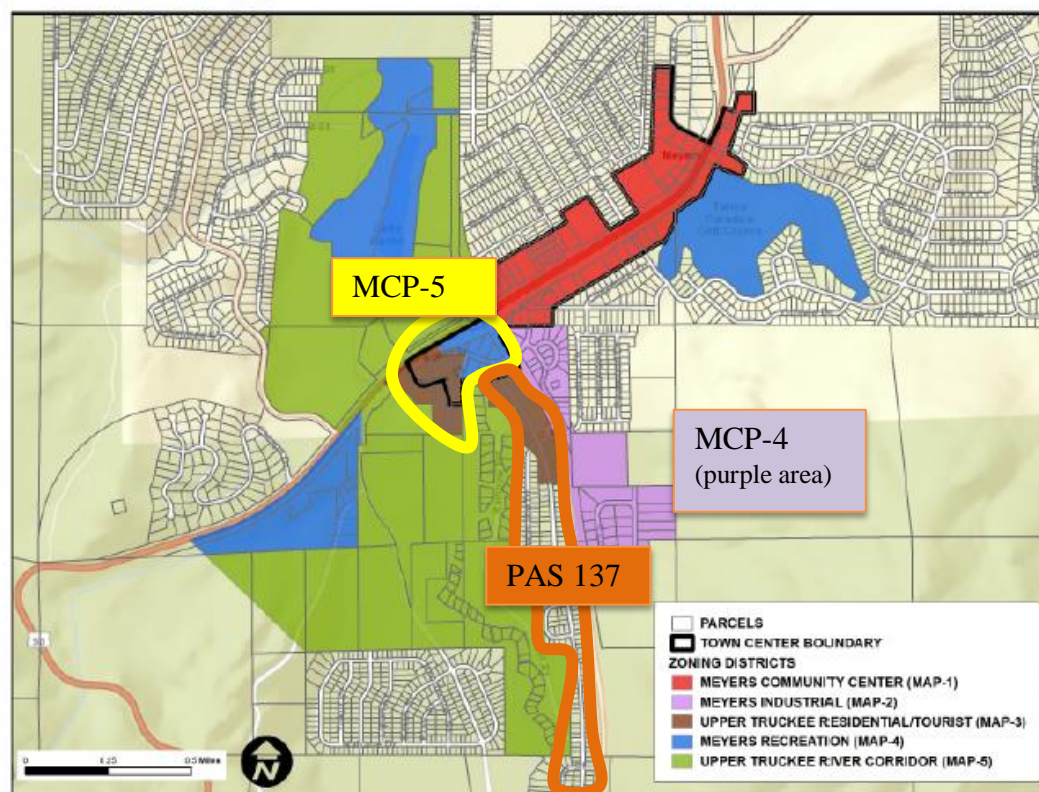 Meyers
MCP-5
MCP-4
(purple area)
PAS 137
50
PARCELS
TOWN CENTER BOUNDARY
ZONING DISTRICTS
MEYERS COMMUNITY CENTER (MAP-1)
MEYERS INDUSTRIAL (MAP-2)
UPPER TRUCKEE RESIDENTIAL/TOURIST (MAP-3)
MEYERS RECREATION (MAP-4)
UPPER TRUCKEE RIVER CORRIDOR (MAP-5)
0 0.25 0.5 Miles
N